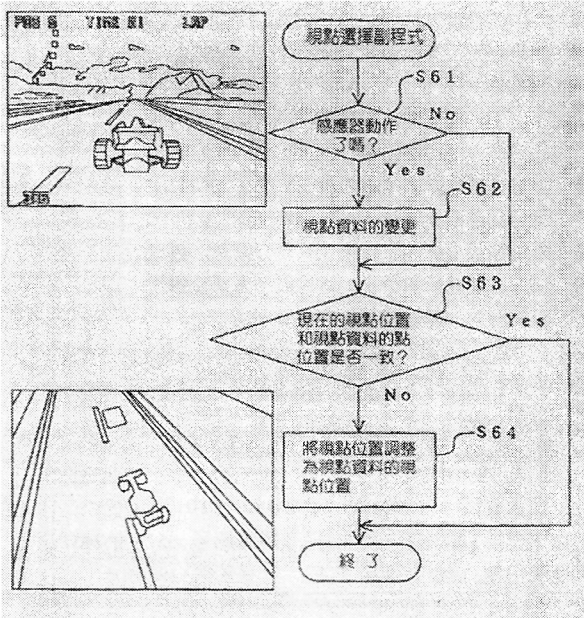 視點選擇副程式
S61
感應器動作
了嗎？
No
Yes
S62
視點資料的變更
S63
現在的視點位置
和視點資料的點
位置是否一致？
Yes
No
S64
將視點位置調整
為視點資料的視
點位置
終了